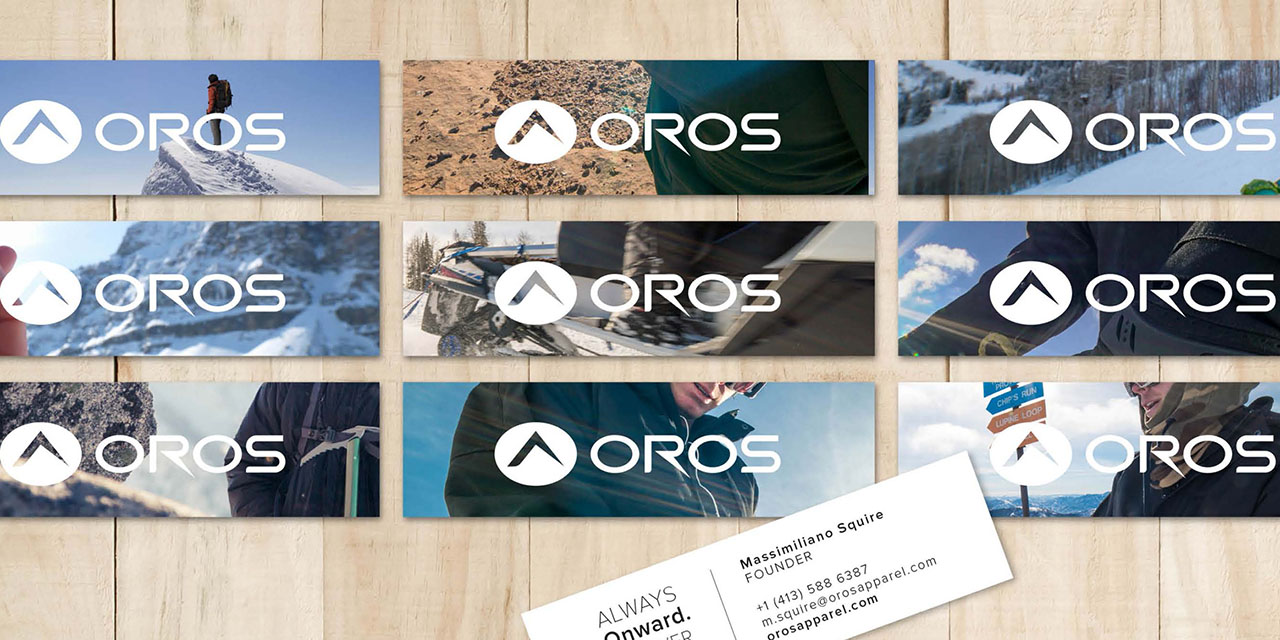 OROS
OROS
OROS
OROS
OROS
OROS
OROS
OROS
OROS
CHIP'S RUN
LUPINE LOOP
ALWAYS
Onward.
Massimiliano Squire
FOUNDER
+1 (413) 588 6387
m.squire@orosapparel.com
orosapparel.com